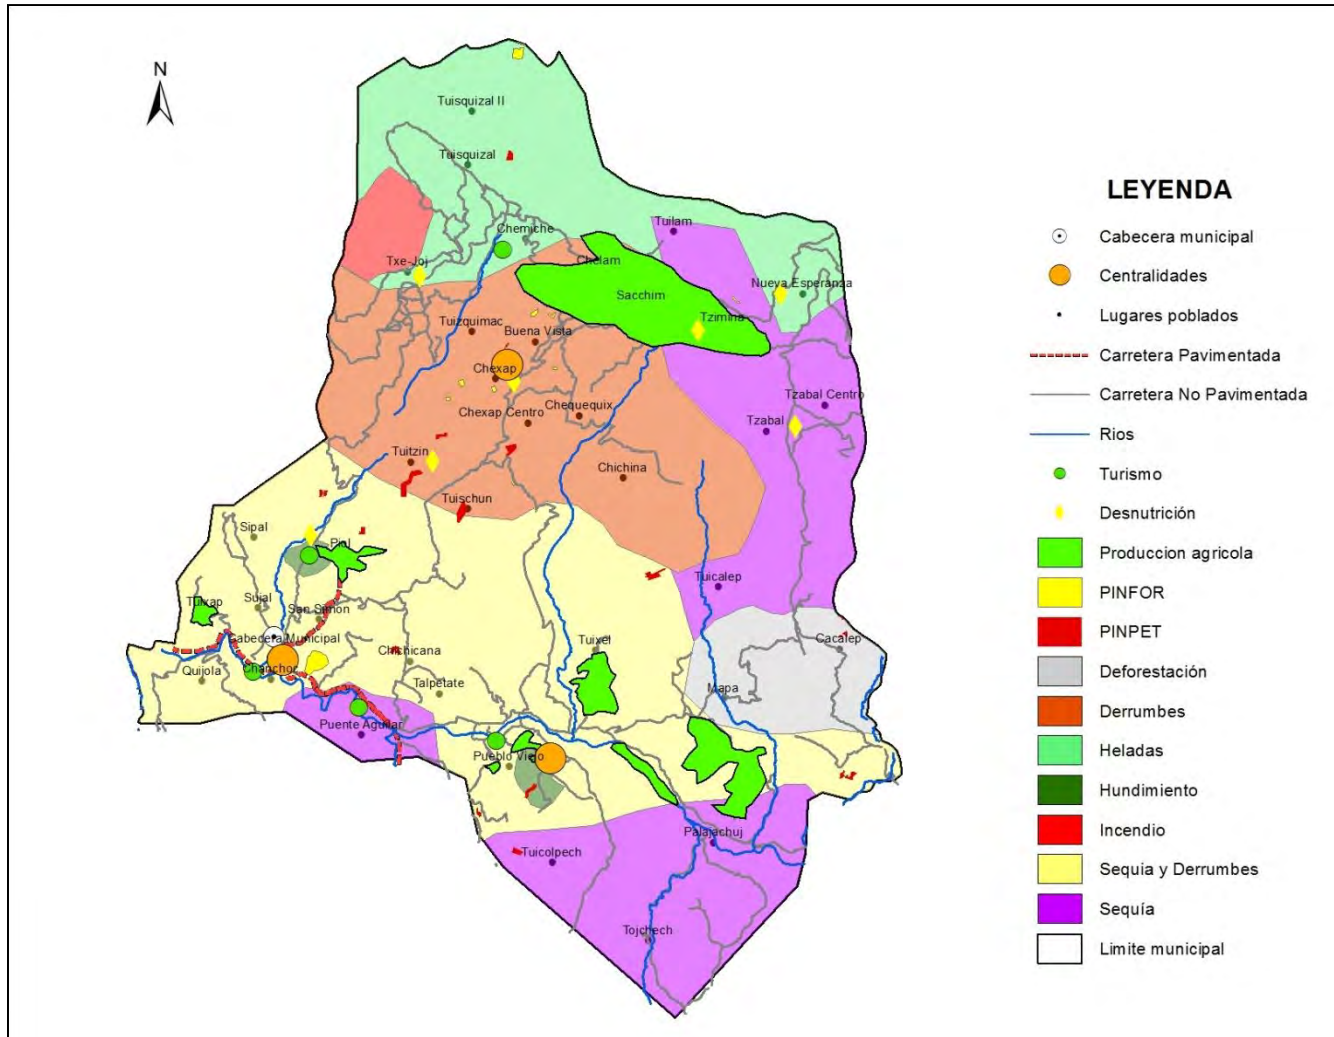 N
Tuisquizal II
Tuisquizal
Tuilam
Chemiche
Txe-Joj
Chelam
Nueva Esperanza
Sacchim
Tzimina
Tuizquimac
Buena Vista
Chexap
Tzabal Centro
Chexap Centro
Chequequix
Tzabal
Tuitzin
Chichina
Tuischun
Sipal
Piol
Tuicalep
Tuixap
Sujal
San Simon
Cabecera Municipal
Tuixel
Cacalep
Chichicana
Quijola
Chanchor
Talpetate
Mapa
Puente Aguilar
Pueblo Viejo
Palajachuj
Tuicolpech
Tojchech
LEYENDA
Cabecera municipal
Centralidades
Lugares poblados
Carretera Pavimentada
Carretera No Pavimentada
Rios
Turismo
Desnutrición
Produccion agricola
PINFOR
PINPET
Deforestación
Derrumbes
Heladas
Hundimiento
Incendio
Sequia y Derrumbes
Sequía
Limite municipal